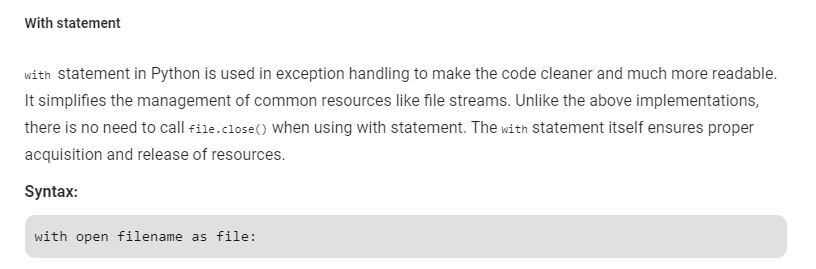 With statement
with statement in Python is used in exception handling to make the code cleaner and much more readable.
It simplifies the management of common resources like file streams. Unlike the above implementations,
there is no need to call file.close() when using with statement. The with statement itself ensures proper
acquisition and release of resources.
Syntax:
with open filename as file: